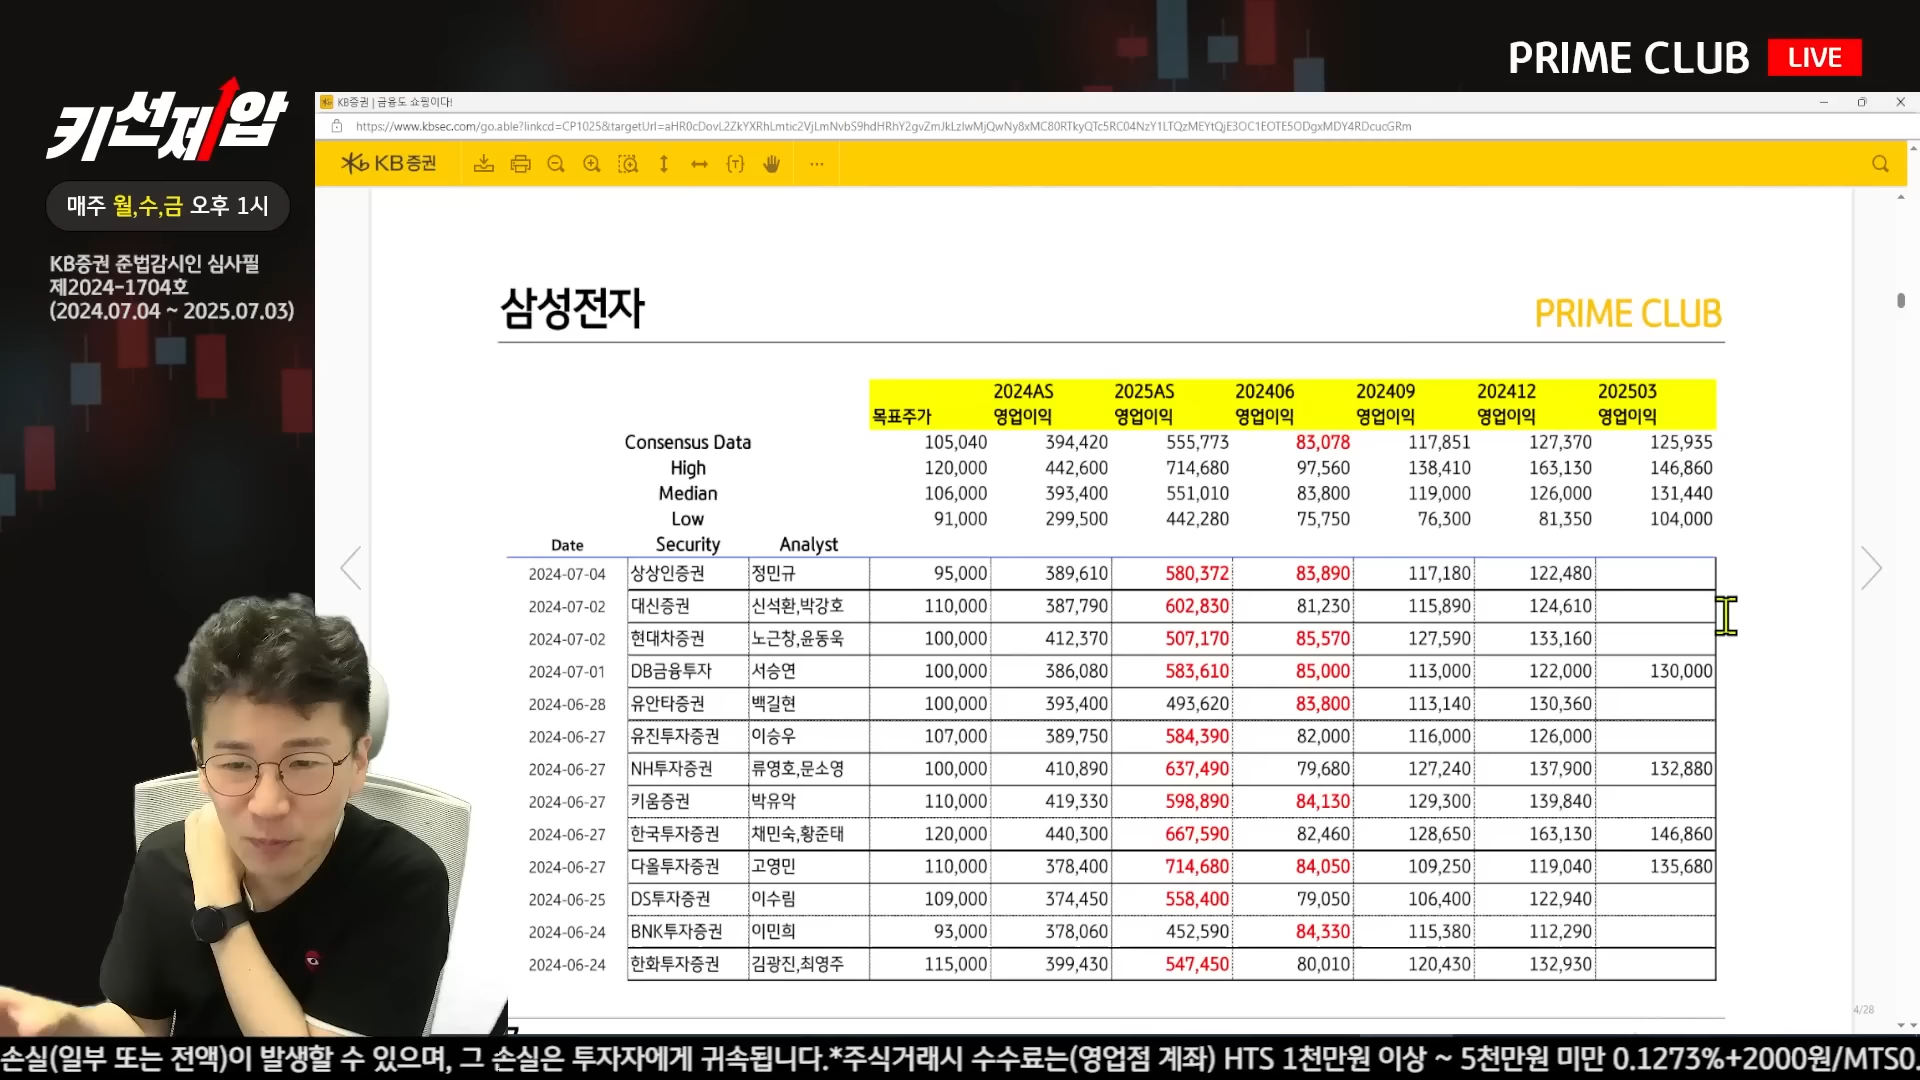 PRIME CLUB LIVE
키선제압
매주 월,수,금 오후 1시
KB증권 준법감시인 심사필
제2024-1704호
(2024.07.04 ~ 2025.07.03)
KB증권 | 금융도 쇼핑이다!
KB증권
삼성전자
PRIME CLUB
2024AS 2025AS 202406 202409 202412 202503
목표주가 영업이익 영업이익 영업이익 영업이익 영업이익 영업이익
Consensus Data 105,040 394,420 555,773 83,078 117,851 127,370 125,935
High 120,000 442,600 714,680 97,560 138,410 163,130 146,860
Median 106,000 393,400 551,010 83,800 119,000 126,000 131,440
Low 91,000 299,500 442,280 75,750 76,300 81,350 104,000
Date Security Analyst
2024-07-04 상상인증권 정민규 95,000 389,610 580,372 83,890 117,180 122,480
2024-07-02 대신증권 신석환,박강호 110,000 387,790 602,830 81,230 115,890 124,610
2024-07-02 현대차증권 노근창,윤동욱 100,000 412,370 507,170 85,570 127,590 133,160
2024-07-01 DB금융투자 서승연 100,000 386,080 583,610 85,000 113,000 122,000 130,000
2024-06-28 유안타증권 백길현 100,000 393,400 493,620 83,800 113,140 130,360
2024-06-27 유진투자증권 이승우 107,000 389,750 584,390 82,000 116,000 126,000
2024-06-27 NH투자증권 류영호,문소영 100,000 410,890 637,490 79,680 127,240 137,900 132,880
2024-06-27 키움증권 박유악 110,000 419,330 598,890 84,130 129,300 139,840
2024-06-27 한국투자증권 채민숙,황준태 120,000 440,300 667,590 82,460 128,650 163,130 146,860
2024-06-27 다올투자증권 고영민 110,000 378,400 714,680 84,050 109,250 119,040 135,680
2024-06-25 DS투자증권 이수림 109,000 374,450 558,400 79,050 106,400 122,940
2024-06-24 BNK투자증권 이민희 93,000 378,060 452,590 84,330 115,380 112,290
2024-06-24 한화투자증권 김광진,최영주 115,000 399,430 547,450 80,010 120,430 132,930
4/28
손실(일부 또는 전액)이 발생할 수 있으며, 그 손실은 투자자에게 귀속됩니다.*주식거래시 수수료는(영업점 계좌) HTS 1천만원 이상 ~ 5천만원 미만 0.1273%+2000원/MTS0.